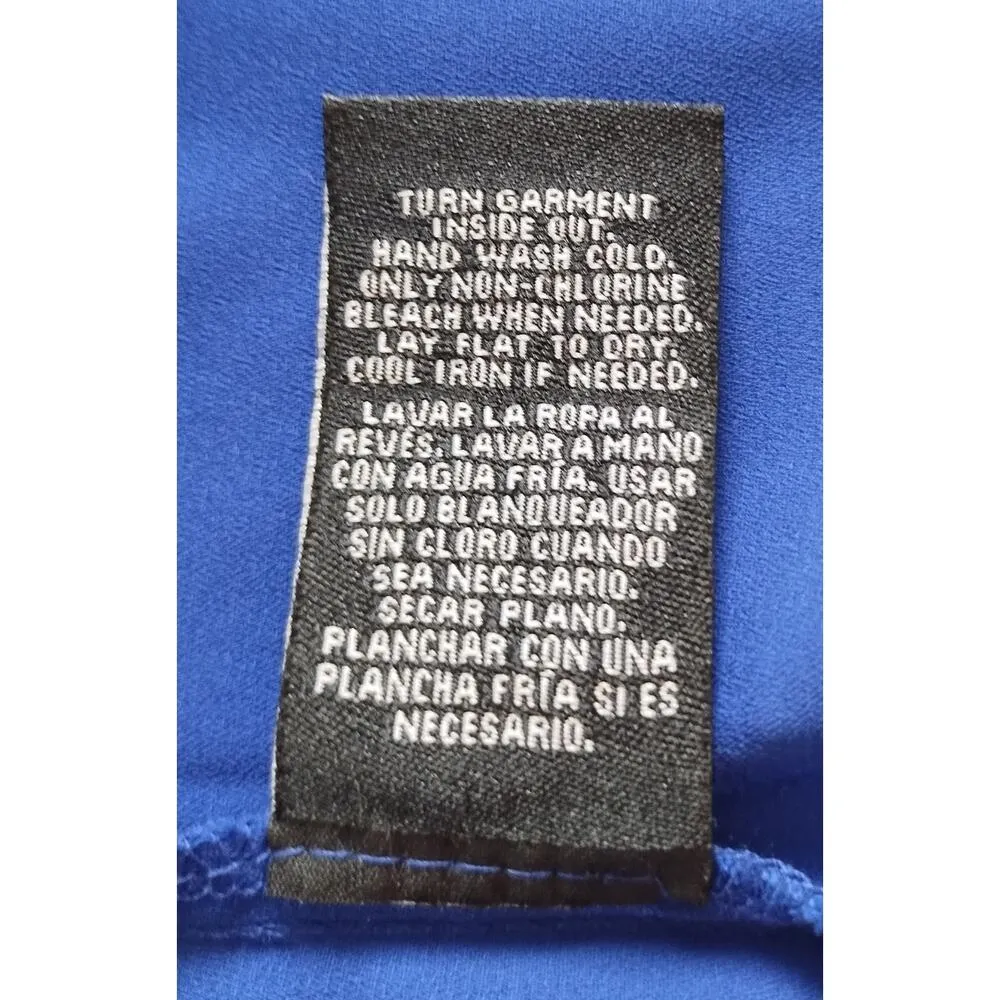 TURN GARMENT
INSIDE OUT.
HAND WASH COLD.
ONLY NON-CHLORINE
BLEACH WHEN NEEDED.
LAY FLAT TO DRY.
COOL IRON IF NEEDED.
LAVAR LA ROPA AL
REVÉS. LAVAR A MANO
CON AGUA FRÍA. USAR
SOLO BLANQUEADOR
SIN CLORO CUANDO
SEA NECESARIO.
SECAR PLANO.
PLANCHAR CON UNA
PLANCHA FRÍA SI ES
NECESARIO.